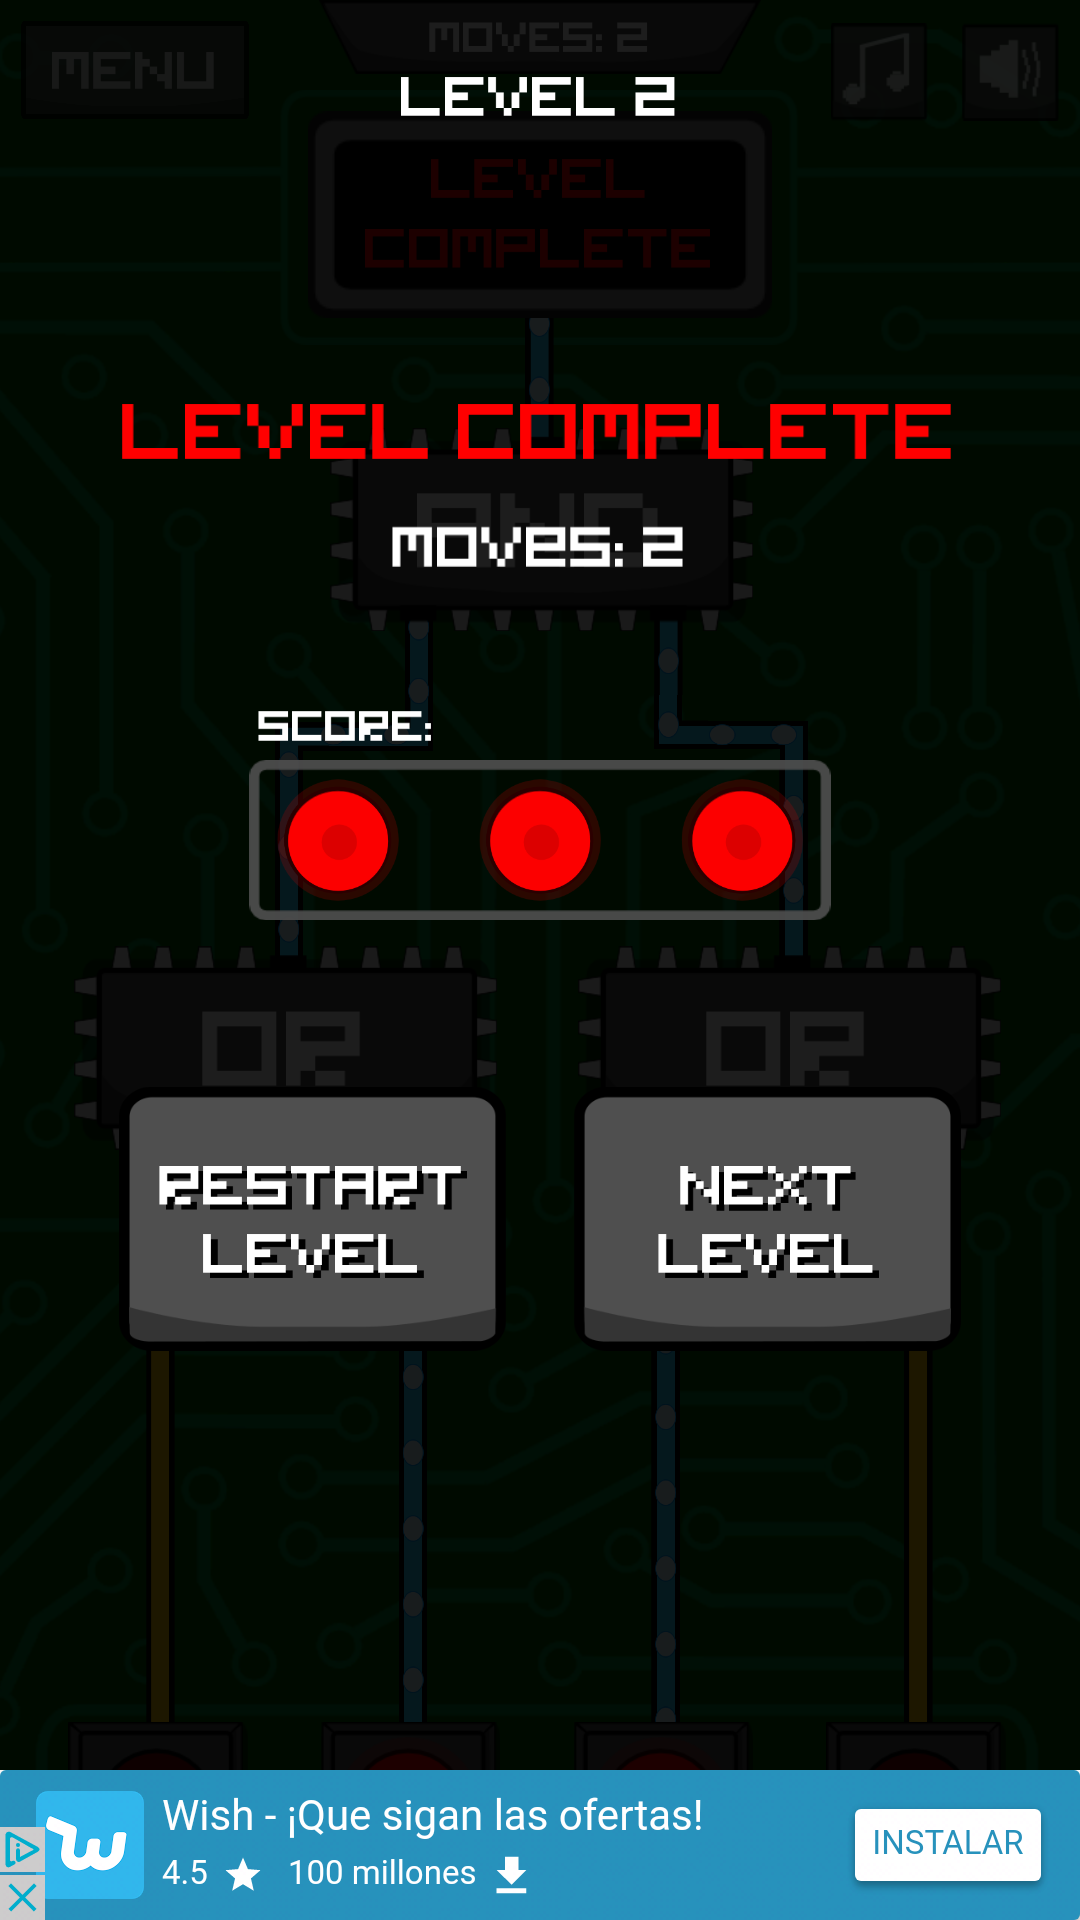 MENU
MOVES: 2
LEVEL 2
LEVEL
COMPLETE
LEVEL COMPLETE
AND
MOVES: 2
SCORE:
OR
OR
RESTART
LEVEL
NEXT
LEVEL
Wish - ¡Que sigan las ofertas!
4.5
100 millones
INSTALAR